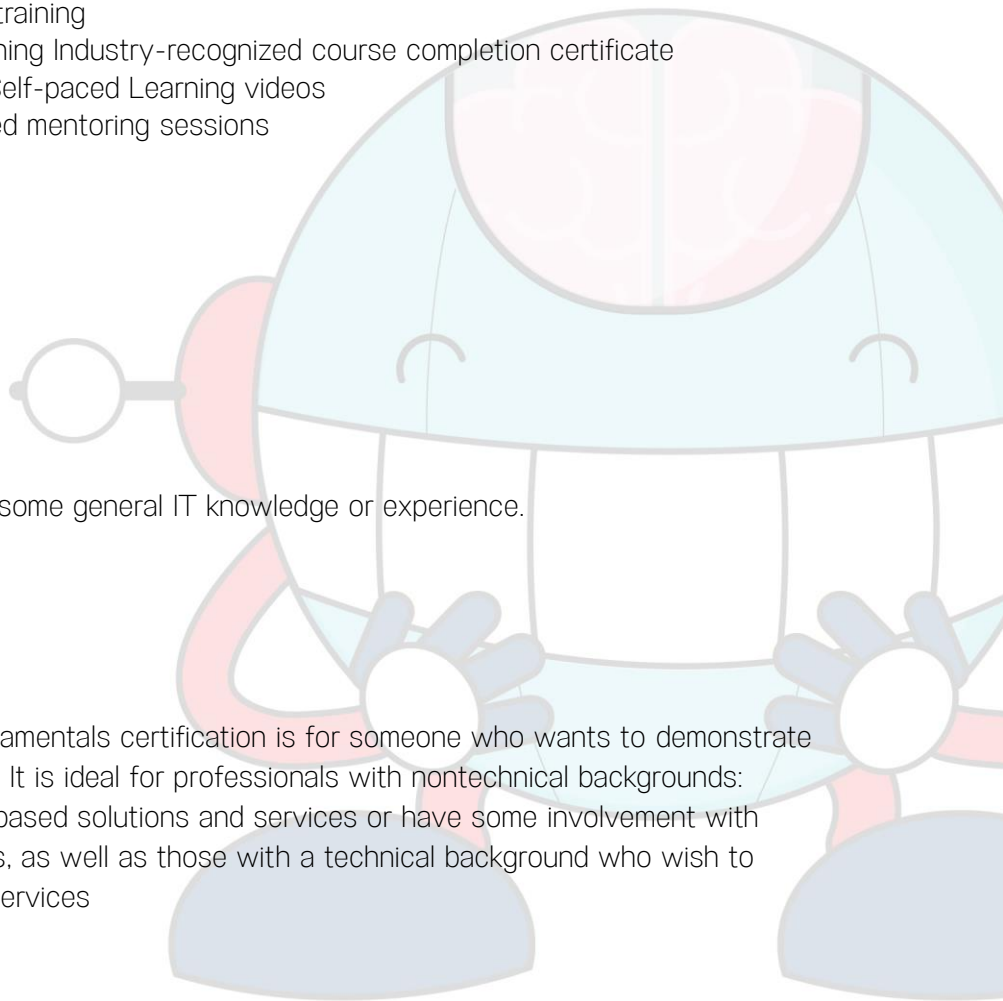 training
ning Industry-recognized course completion certificate
Self-paced Learning videos
ed mentoring sessions
some general IT knowledge or experience.
amentals certification is for someone who wants to demonstrate
. It is ideal for professionals with nontechnical backgrounds:
based solutions and services or have some involvement with
s, as well as those with a technical background who wish to
ervices